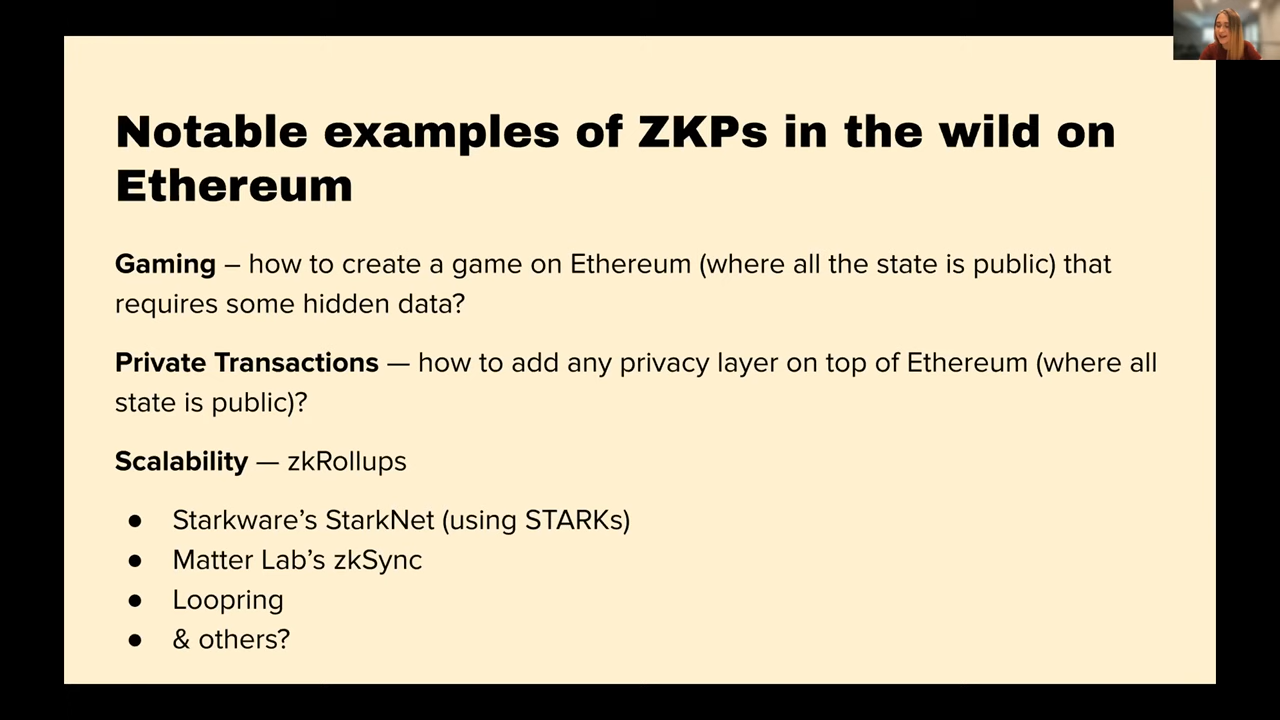 Notable examples of ZKPs in the wild on
Ethereum
Gaming – how to create a game on Ethereum (where all the state is public) that
requires some hidden data?
Private Transactions — how to add any privacy layer on top of Ethereum (where all
state is public)?
Scalability — zkRollups
● Starkware’s StarkNet (using STARKs)
● Matter Lab’s zkSync
● Loopring
● & others?